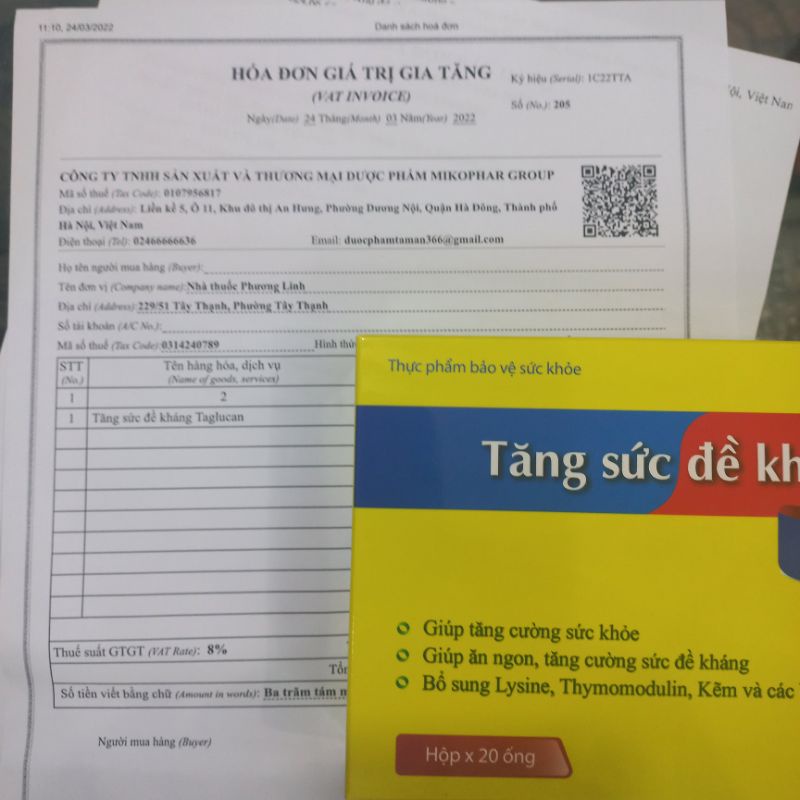 11:10, 24/03/2022
Danh sách hoá đơn
HÓA ĐƠN GIÁ TRỊ GIA TĂNG
(VAT INVOICE)
Ngày(Date) 24 Tháng(Month) 03 Năm(Year) 2022
Ký hiệu (Serial): 1C22TTA
Số (No.): 205
Nội, Việt Nam
CÔNG TY TNHH SẢN XUẤT VÀ THƯƠNG MẠI DƯỢC PHẨM MIKOPHAR GROUP
Mã số thuế (Tax Code): 0107956817
Địa chỉ (Address): Liền kề 5, Ô 11, Khu đô thị An Hưng, Phường Dương Nội, Quận Hà Đông, Thành phố
Hà Nội, Việt Nam
Điện thoại (Tel): 02466666636 Email: duocphamtaman366@gmail.com
Họ tên người mua hàng (Buyer):
Tên đơn vị (Company name): Nhà thuốc Phương Linh
Địa chỉ (Address): 229/51 Tây Thạnh, Phường Tây Thạnh
Số tài khoản (A/C No.):
Mã số thuế (Tax Code): 0314240789 Hình
STT
(No.)
Tên hàng hóa, dịch vụ
(Name of goods, services)
1 2
1 Tăng sức đề kháng Taglucan
Thuế suất GTGT (VAT Rate): 8%
Số tiền viết bằng chữ (Amount in words): Ba trăm tám
Người mua hàng (Buyer)
Thực phẩm bảo vệ sức khỏe
Tăng sức đề kh
Giúp tăng cường sức khỏe
Giúp ăn ngon, tăng cường sức đề kháng
Bổ sung Lysine, Thymomodulin, Kẽm và các
Hộp x 20 ống